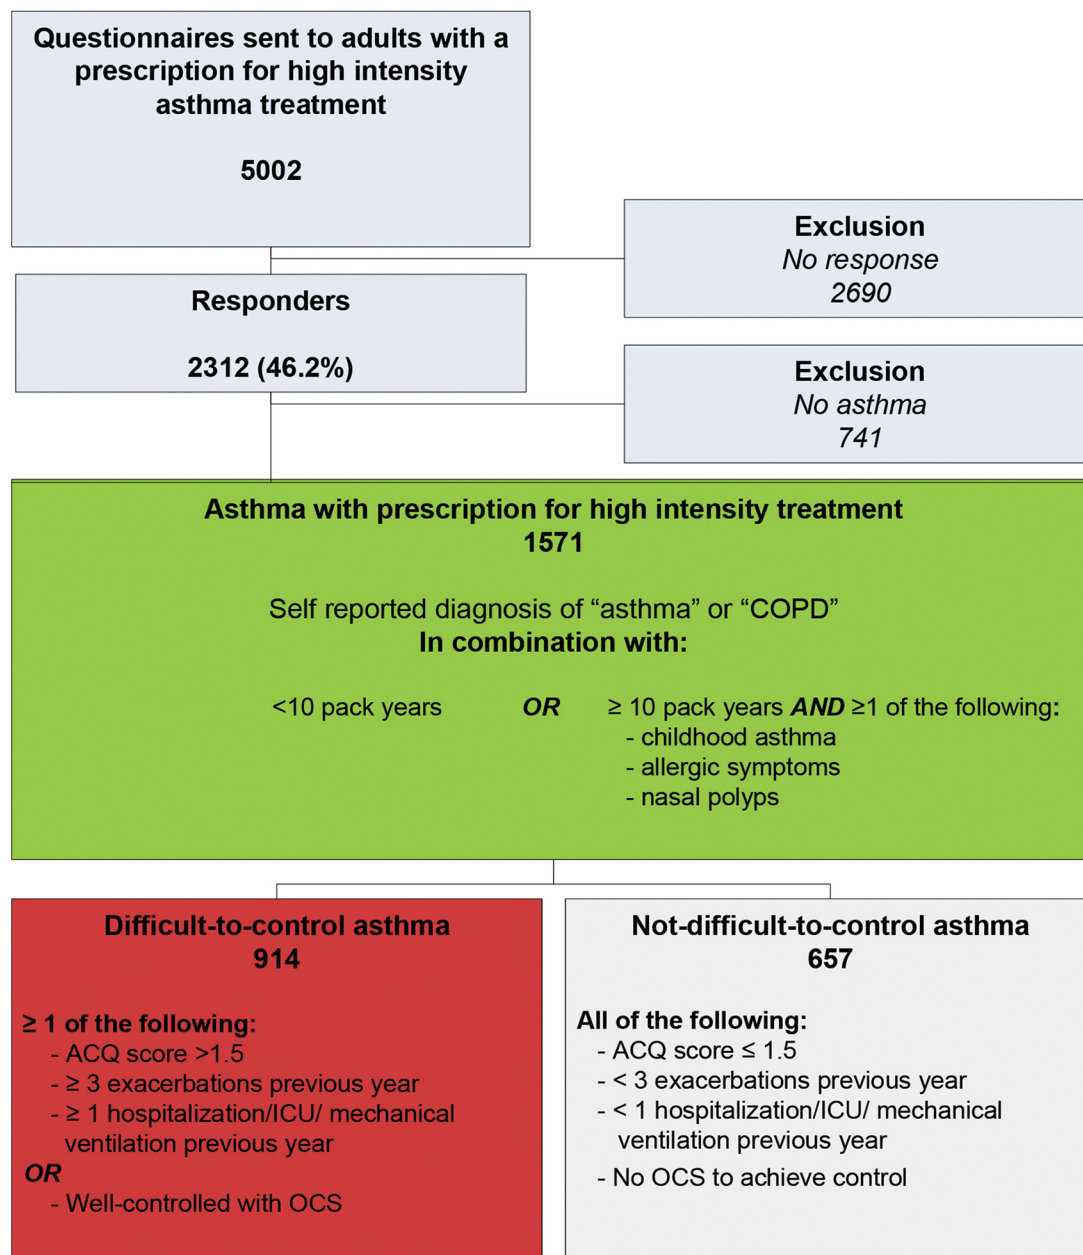 Questionnaires sent to adults with a
prescription for high intensity
asthma treatment
5002
Exclusion
No response
2690
Responders
2312 (46.2%)
Exclusion
No asthma
741
Asthma with prescription for high intensity treatment
1571
Self reported diagnosis of “asthma” or “COPD”
In combination with:
<10 pack years OR ≥ 10 pack years AND ≥1 of the following:
- childhood asthma
- allergic symptoms
- nasal polyps
Difficult-to-control asthma
914
≥ 1 of the following:
- ACQ score >1.5
- ≥ 3 exacerbations previous year
- ≥ 1 hospitalization/ICU/ mechanical
ventilation previous year
OR
- Well-controlled with OCS
Not-difficult-to-control asthma
657
All of the following:
- ACQ score ≤ 1.5
- < 3 exacerbations previous year
- < 1 hospitalization/ICU/ mechanical
ventilation previous year
- No OCS to achieve control